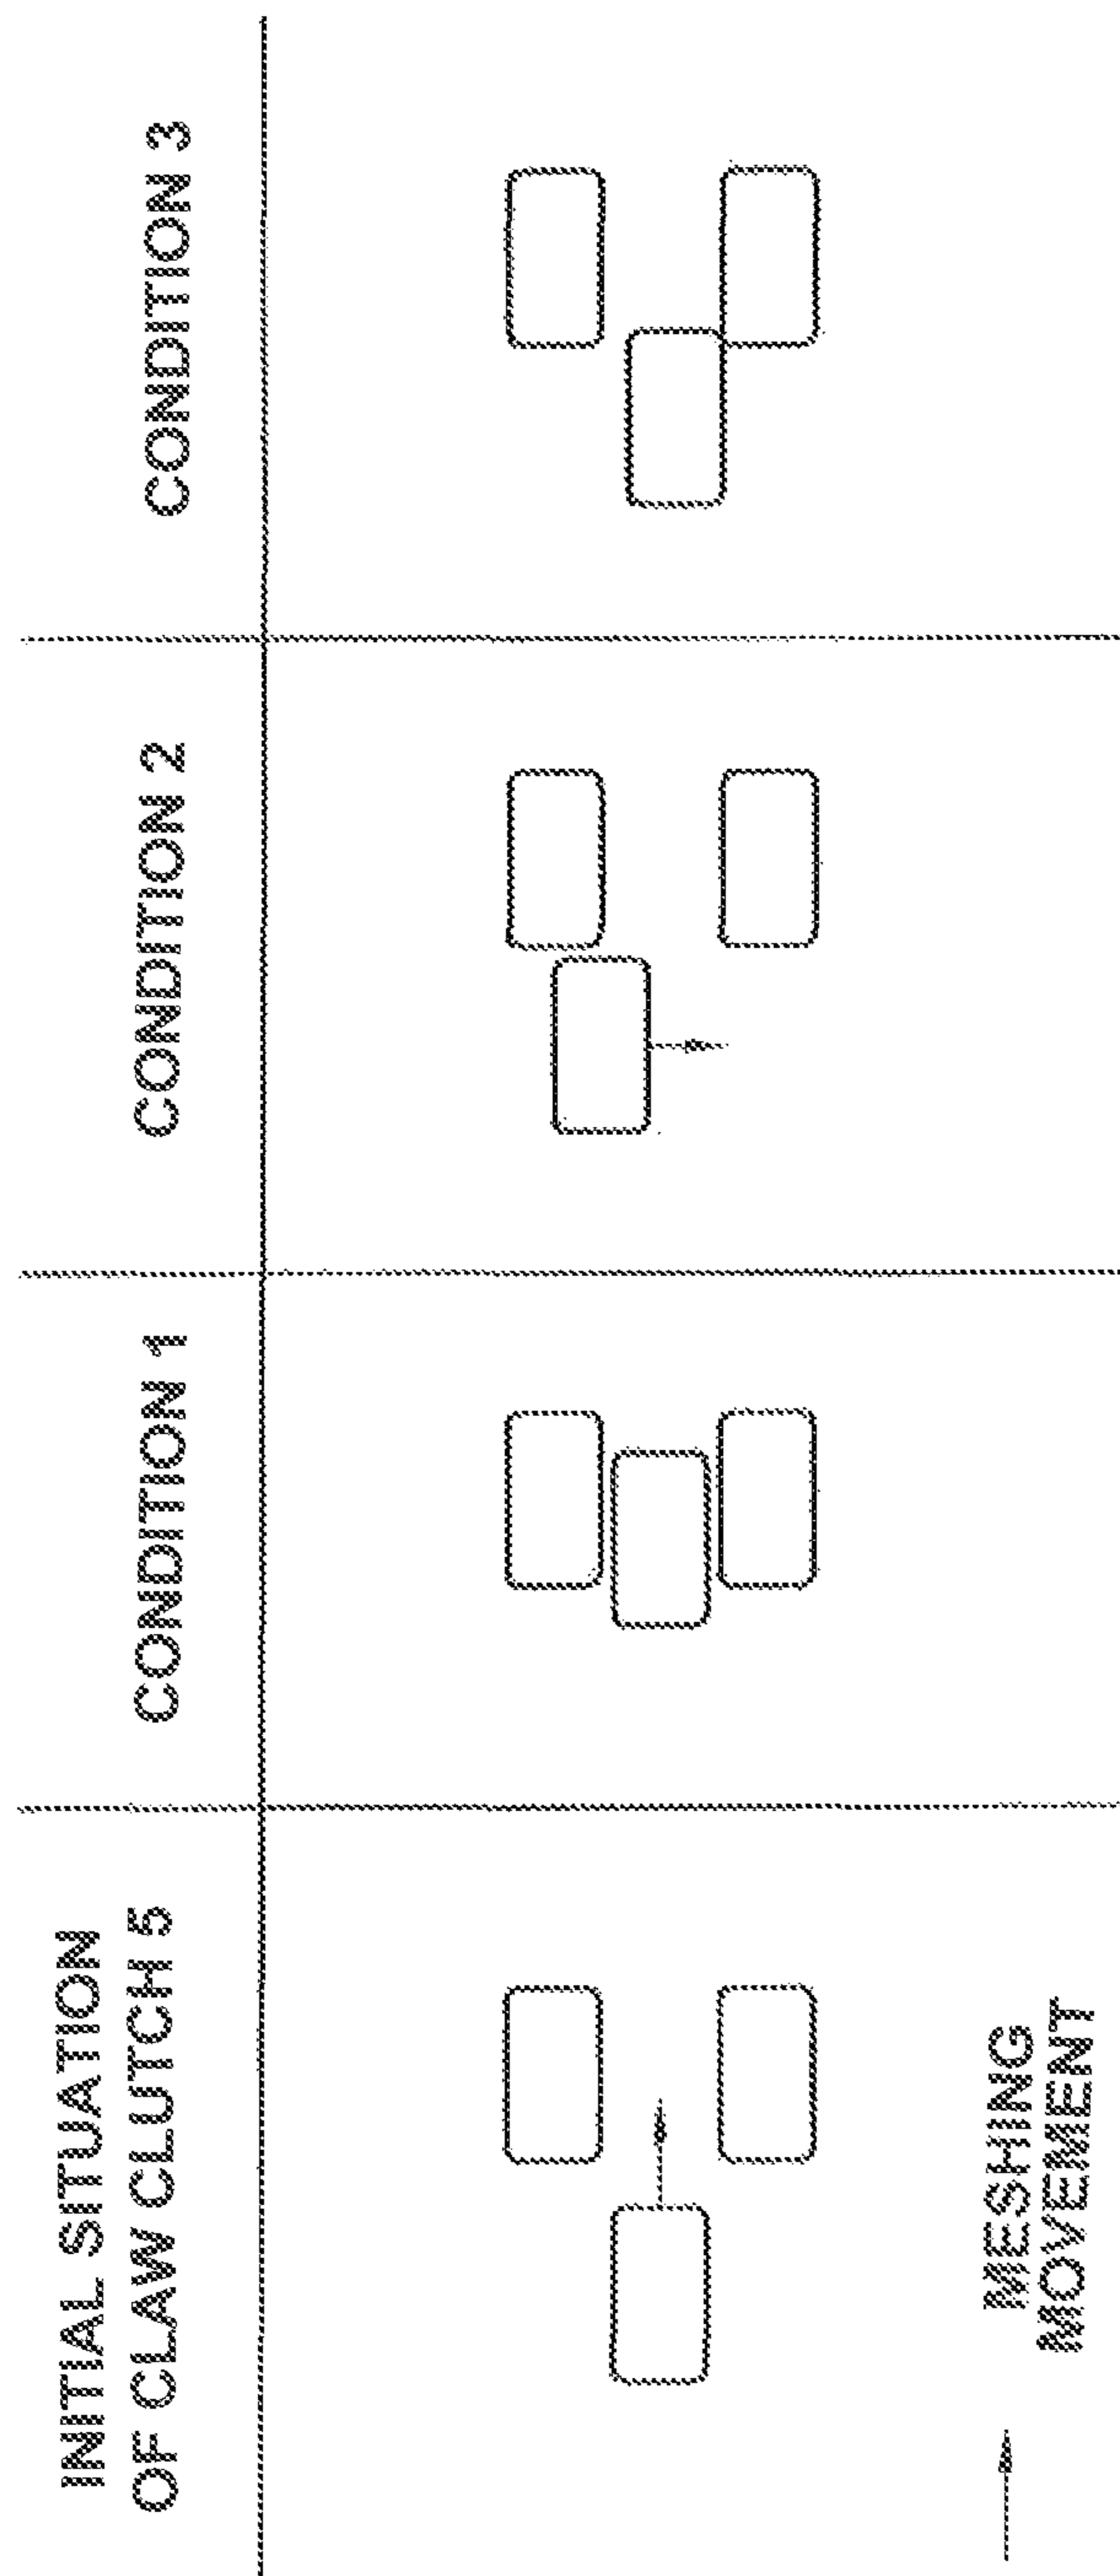 INITIAL SITUATION
OF CLAW CLUTCH 5
CONDITION 1
CONDITION 2
CONDITION 3
MESHING
MOVEMENT